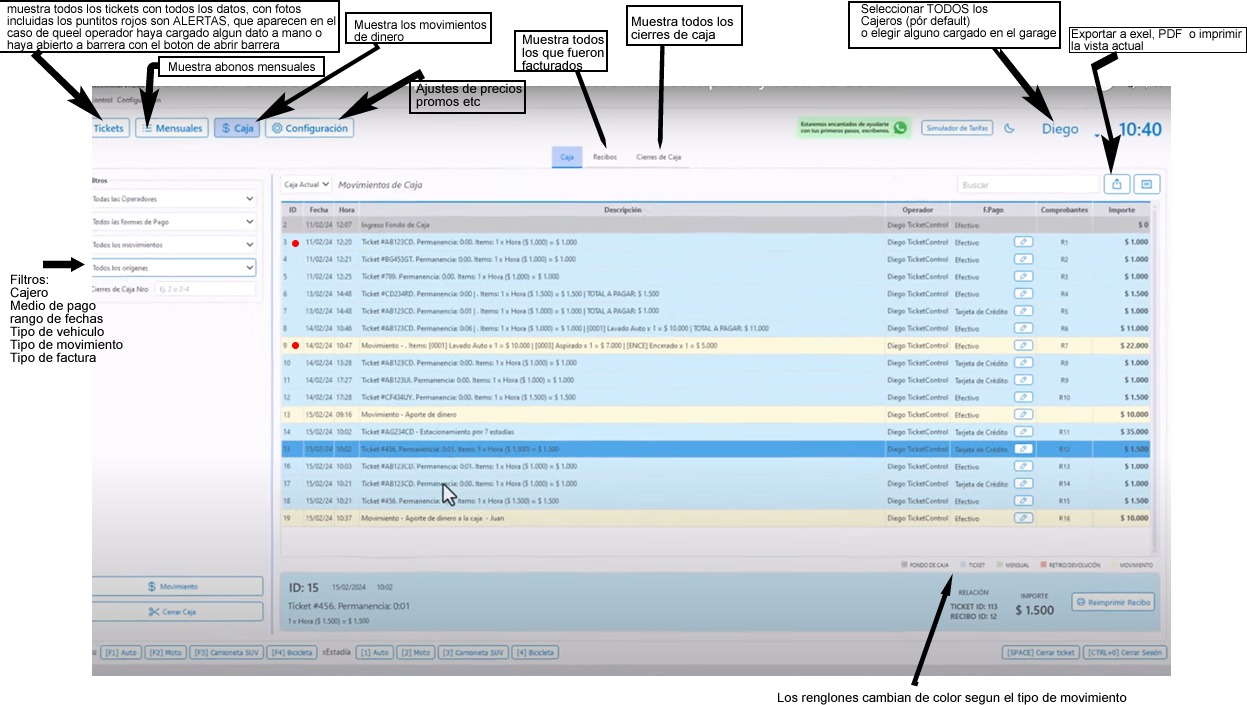 muestra todos los tickets con todos los datos, con fotos
incluidas los puntitos rojos son ALERTAS, que aparecen en el
caso de queel operador haya cargado algun dato a mano o
haya abierto a barrera con el boton de abrir barrera
Muestra los movimientos
de dinero
Muestra abonos mensuales
Muestra todos
los que fueron
facturados
Muestra todos los
cierres de caja
Seleccionar TODOS los
Cajeros (pór default)
o elegir alguno cargado en el garage
Exportar a exel, PDF o imprimir
la vista actual
Ajustes de precios
promos etc
Tickets Mensuales $ Caja Configuración
Estaremos encantados de ayudarte
con tus primeros pasos, escribenos.
Simulador de Tarifas Diego 10:40
Caja Recibos Cierres de Caja
Caja Actual Movimientos de Caja Buscar
Todas las Operadores
Todos las Formas de Pago
Todos los movimientos
Todos los orígenes
Cierres de Caja Nro Ej. 2 o 2-4
Filtros:
Cajero
Medio de pago
rango de fechas
Tipo de vehiculo
Tipo de movimiento
Tipo de factura
ID Fecha Hora Descripción Operador F.Pago Comprobantes Importe
2 11/02/24 12:07 Ingreso Fondo de Caja Diego TicketControl Efectivo $ 0
3 11/02/24 12:20 Ticket #AB123CD. Permanencia: 0:00. Items: 1 x Hora ($ 1.000) = $ 1.000 Diego TicketControl Efectivo R1 $ 1.000
4 11/02/24 12:21 Ticket #BG453GT. Permanencia: 0:00. Items: 1 x Hora ($ 1.000) = $ 1.000 Diego TicketControl Efectivo R2 $ 1.000
5 11/02/24 12:25 Ticket #789. Permanencia: 0:00. Items: 1 x Hora ($ 1.000) = $ 1.000 Diego TicketControl Efectivo R3 $ 1.000
6 13/02/24 14:48 Ticket #CD234RD. Permanencia: 0:00 | . Items: 1 x Hora ($ 1.500) = $ 1.500 | TOTAL A PAGAR: $ 1.500 Diego TicketControl Efectivo R4 $ 1.500
7 13/02/24 14:48 Ticket #AB123CD. Permanencia: 0:01 | . Items: 1 x Hora ($ 1.000) = $ 1.000 | TOTAL A PAGAR: $ 1.000 Diego TicketControl Tarjeta de Crédito R5 $ 1.000
8 14/02/24 10:46 Ticket #AB123CD. Permanencia: 0:06 | . Items: 1 x Hora ($ 1.000) = $ 1.000 | [0001] Lavado Auto x 1 = $ 10.000 | TOTAL A PAGAR: $ 11.000 Diego TicketControl Efectivo R6 $ 11.000
9 14/02/24 10:47 Movimiento - . Items: [0001] Lavado Auto x 1 = $ 10.000 | [0003] Aspirado x 1 = $ 7.000 | [ENCE] Encerado x 1 = $ 5.000 Diego TicketControl Efectivo R7 $ 22.000
10 14/02/24 13:28 Ticket #AB123CD. Permanencia: 0:00. Items: 1 x Hora ($ 1.000) = $ 1.000 Diego TicketControl Tarjeta de Crédito R8 $ 1.000
11 14/02/24 17:27 Ticket #AB123UI. Permanencia: 0:00. Items: 1 x Hora ($ 1.000) = $ 1.000 Diego TicketControl Tarjeta de Crédito R9 $ 1.000
12 14/02/24 17:28 Ticket #CF434UY. Permanencia: 0:00. Items: 1 x Hora ($ 1.500) = $ 1.500 Diego TicketControl Efectivo R10 $ 1.500
13 15/02/24 09:16 Movimiento - Aporte de dinero Diego TicketControl Efectivo $ 10.000
14 15/02/24 10:02 Ticket #AG234CD - Estacionamiento por 7 estadías Diego TicketControl Tarjeta de Crédito R11 $ 35.000
15 15/02/24 10:02 Ticket #456. Permanencia: 0:01. Items: 1 x Hora ($ 1.500) = $ 1.500 Diego TicketControl Tarjeta de Crédito R12 $ 1.500
16 15/02/24 10:03 Ticket #AB123CD. Permanencia: 0:01. Items: 1 x Hora ($ 1.000) = $ 1.000 Diego TicketControl Efectivo R13 $ 1.000
17 15/02/24 10:21 Ticket #AB123CD. Permanencia: 0:00. Items: 1 x Hora ($ 1.000) = $ 1.000 Diego TicketControl Tarjeta de Crédito R14 $ 1.000
18 15/02/24 10:21 Ticket #456. Permanencia: 0:01. Items: 1 x Hora ($ 1.500) = $ 1.500 Diego TicketControl Efectivo R15 $ 1.500
19 15/02/24 10:37 Movimiento - Aporte de dinero a la caja - Juan Diego TicketControl Efectivo R16 $ 10.000
FONDO DE CAJA TICKET MENSUAL RETIRO/DEVOLUCIÓN MOVIMIENTO
$ Movimiento
Cerrar Caja
ID: 15 15/02/2024 10:02
Ticket #456. Permanencia: 0:01
1 x Hora ($ 1.500) = $ 1.500
RELACIÓN
TICKET ID: 113
RECIBO ID: 12
IMPORTE
$ 1.500
Reimprimir Recibo
[F1] Auto [F2] Moto [F3] Camioneta SUV [F4] Bicicleta xEstadía [1] Auto [2] Moto [3] Camioneta SUV [4] Bicicleta [SPACE] Cerrar ticket [CTRL+0] Cerrar Sesión
Los renglones cambian de color segun el tipo de movimiento